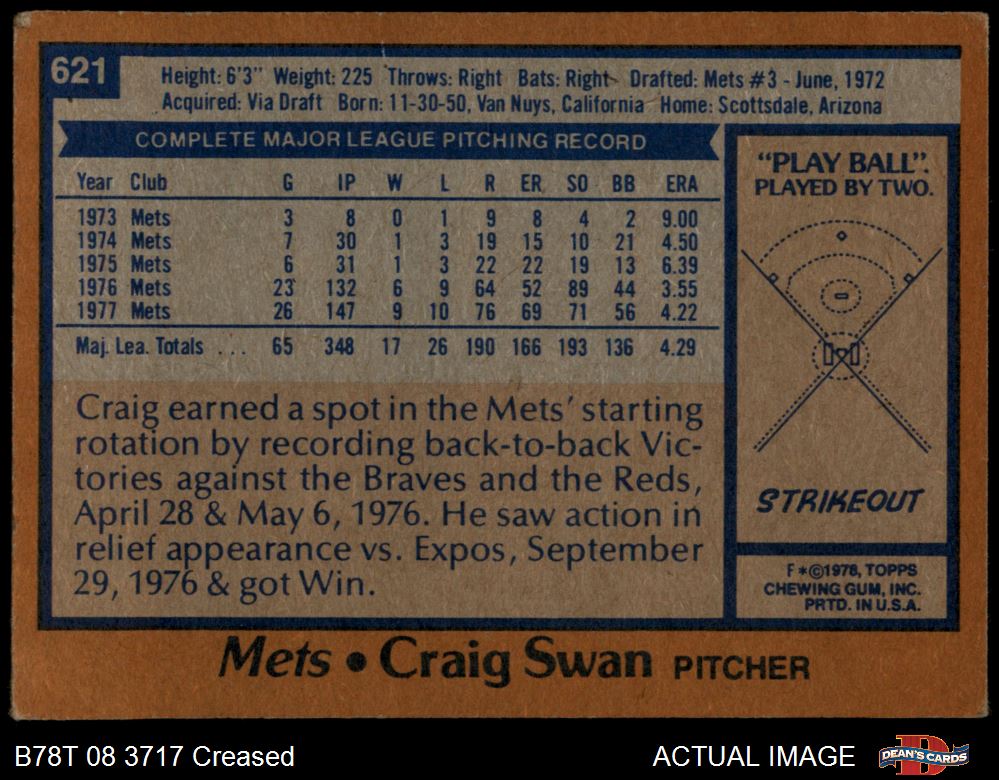 621
Height: 6'3" Weight: 225 Throws: Right Bats: Right Drafted: Mets #3 - June, 1972
Acquired: Via Draft Born: 11-30-50, Van Nuys, California Home: Scottsdale, Arizona
COMPLETE MAJOR LEAGUE PITCHING RECORD
Year Club G IP W L R ER SO BB ERA
1973 Mets 3 8 0 1 9 8 4 2 9.00
1974 Mets 7 30 1 3 19 15 10 21 4.50
1975 Mets 6 31 1 3 22 22 19 13 6.39
1976 Mets 23 132 6 9 64 52 89 44 3.55
1977 Mets 26 147 9 10 76 69 71 56 4.22
Maj. Lea. Totals ... 65 348 17 26 190 166 193 136 4.29
Craig earned a spot in the Mets' starting
rotation by recording back-to-back Vic-
tories against the Braves and the Reds,
April 28 & May 6, 1976. He saw action in
relief appearance vs. Expos, September
29, 1976 & got Win.
"PLAY BALL".
PLAYED BY TWO.
STRIKEOUT
F*©1978, TOPPS
CHEWING GUM, INC.
PRTD. IN U.S.A.
Mets • Craig Swan PITCHER
B78T 08 3717 Creased
ACTUAL IMAGE
DEAN'S CARDS